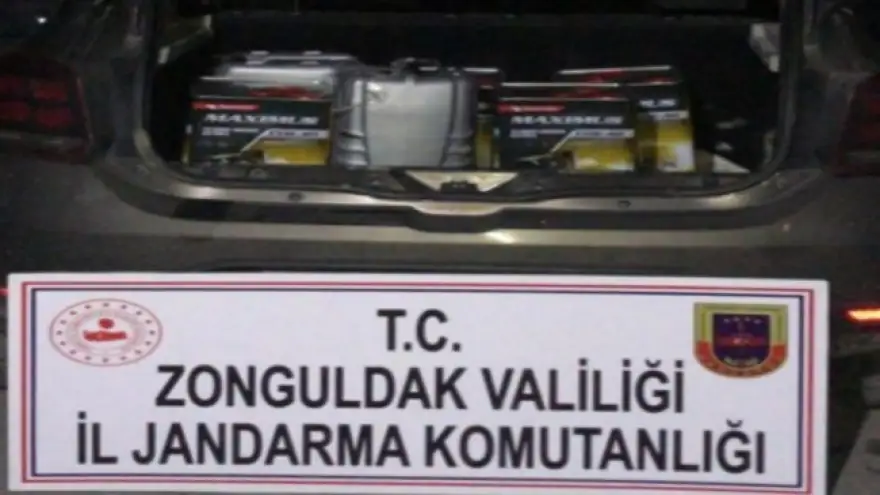 MAXIMUS
MAXIMUS
T.C.
ZONGULDAK VALİLİĞİ
İL JANDARMA KOMUTANLIĞI